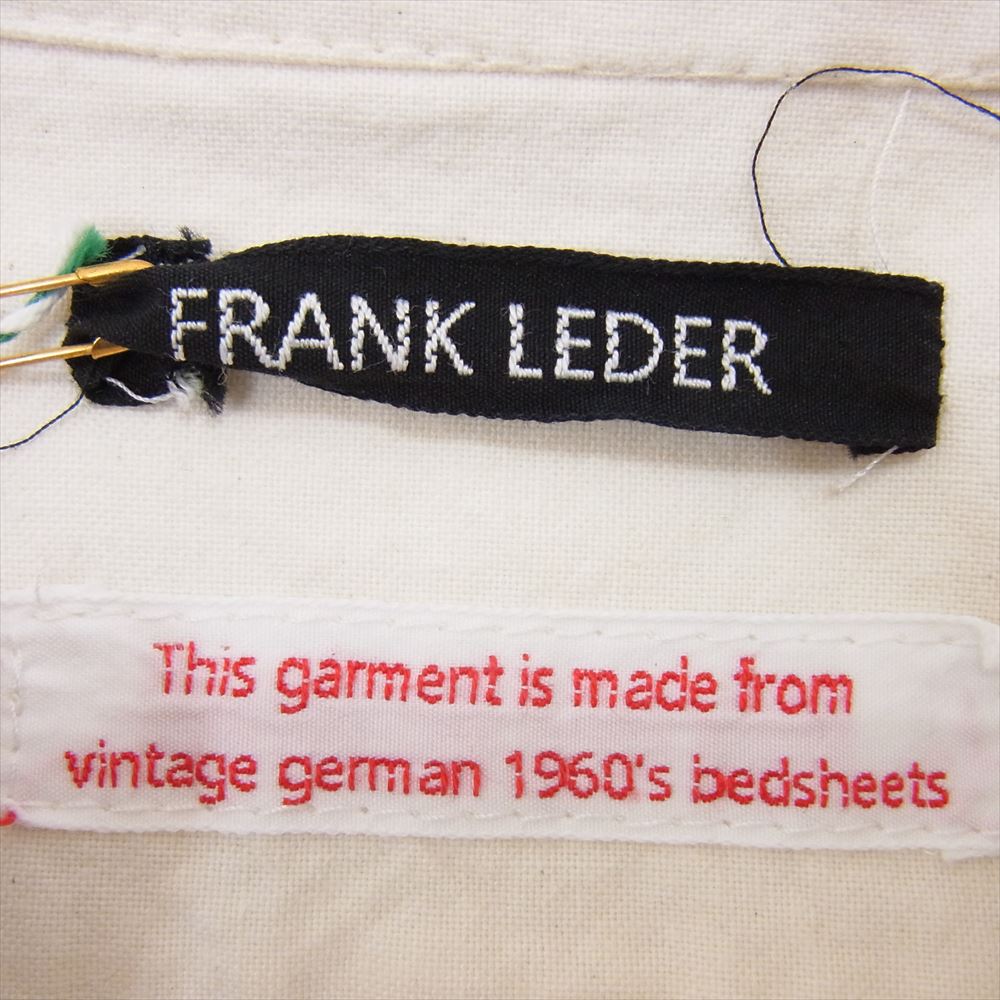 FRANK LEDER
This garment is made from
vintage german 1960's bedsheets